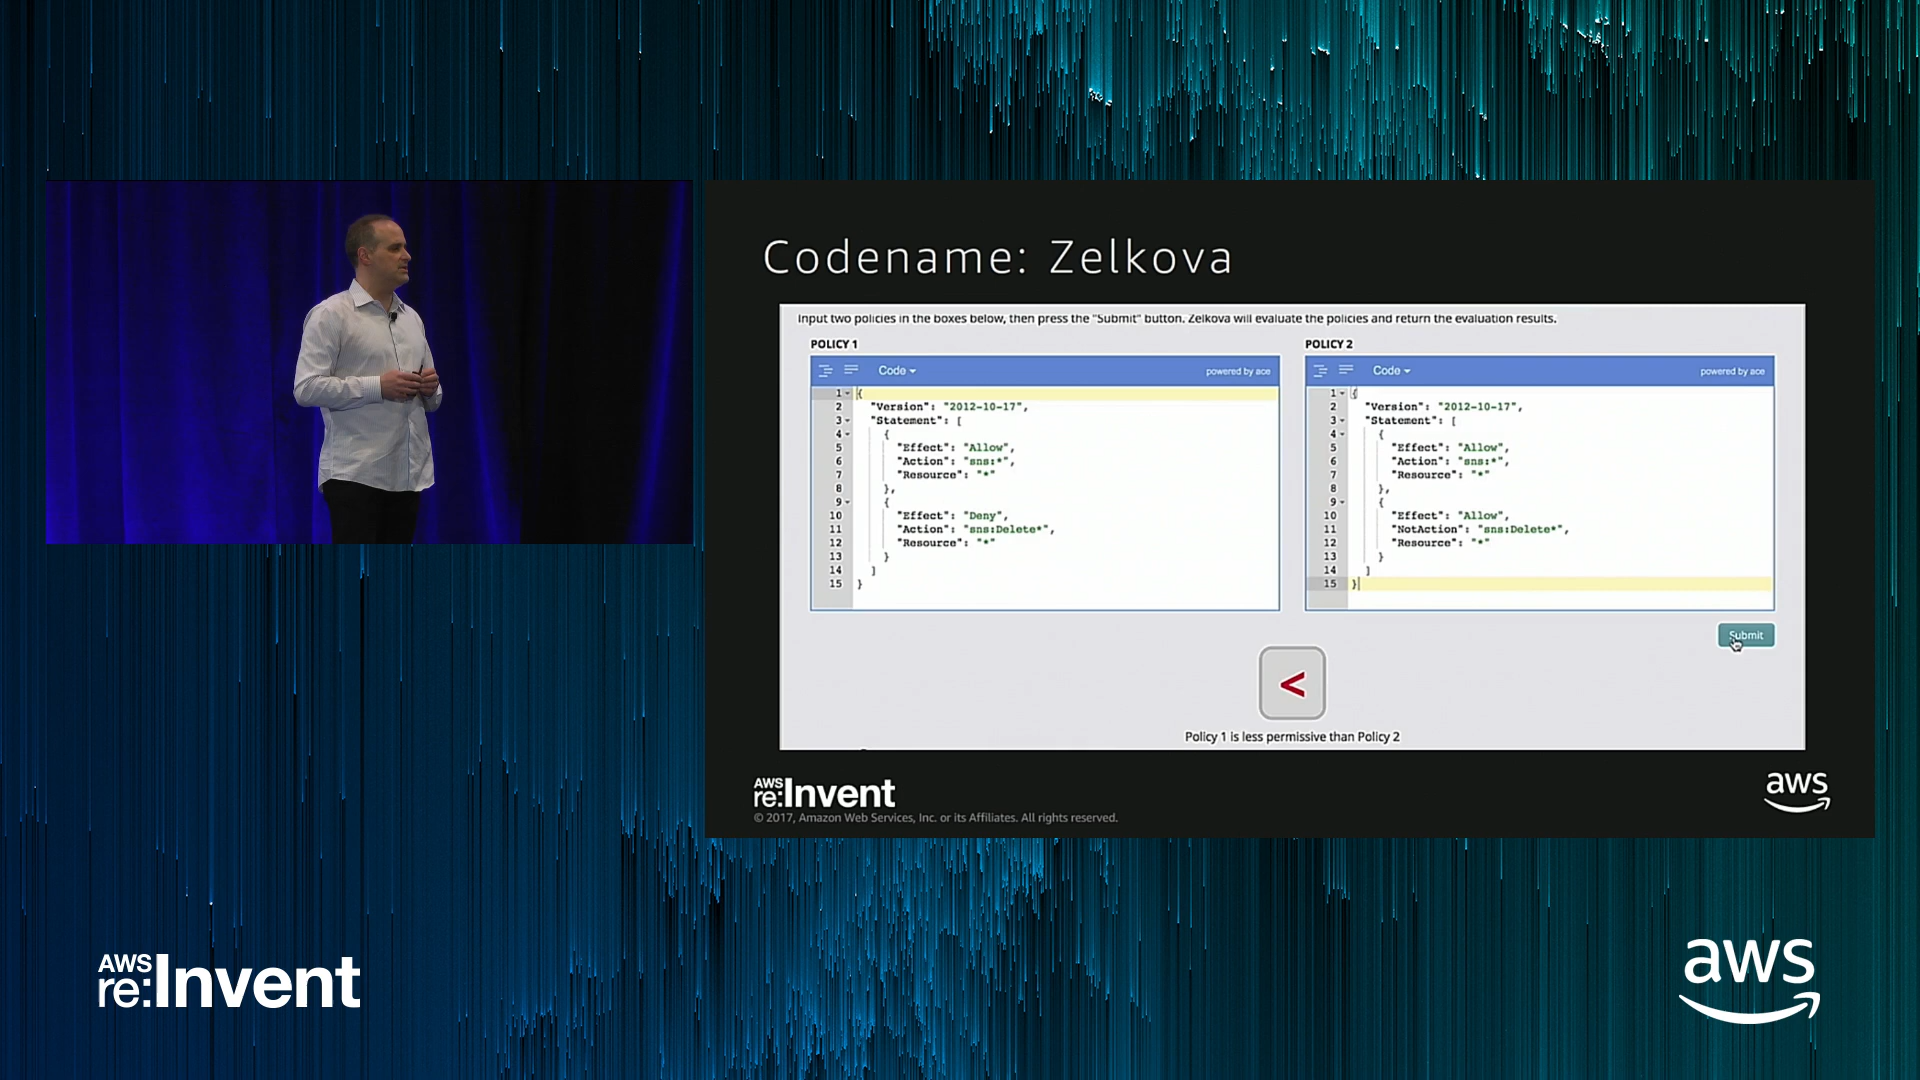 Codename: Zelkova
Input two policies in the boxes below, then press the "Submit" button. Zelkova will evaluate the policies and return the evaluation results.
POLICY 1
Code
powered by ace
1 {
2 "Version": "2012-10-17",
3 "Statement": [
4 {
5 "Effect": "Allow",
6 "Action": "sns:*",
7 "Resource": "*"
8 },
9 {
10 "Effect": "Deny",
11 "Action": "sns:Delete*",
12 "Resource": "*"
13 }
14 ]
15 }
POLICY 2
Code
powered by ace
1 {
2 "Version": "2012-10-17",
3 "Statement": [
4 {
5 "Effect": "Allow",
6 "Action": "sns:*",
7 "Resource": "*"
8 },
9 {
10 "Effect": "Allow",
11 "NotAction": "sns:Delete*",
12 "Resource": "*"
13 }
14 ]
15 }
Submit
<
Policy 1 is less permissive than Policy 2
AWS
re:Invent
© 2017, Amazon Web Services, Inc. or its Affiliates. All rights reserved.
aws
AWS
re:Invent
aws